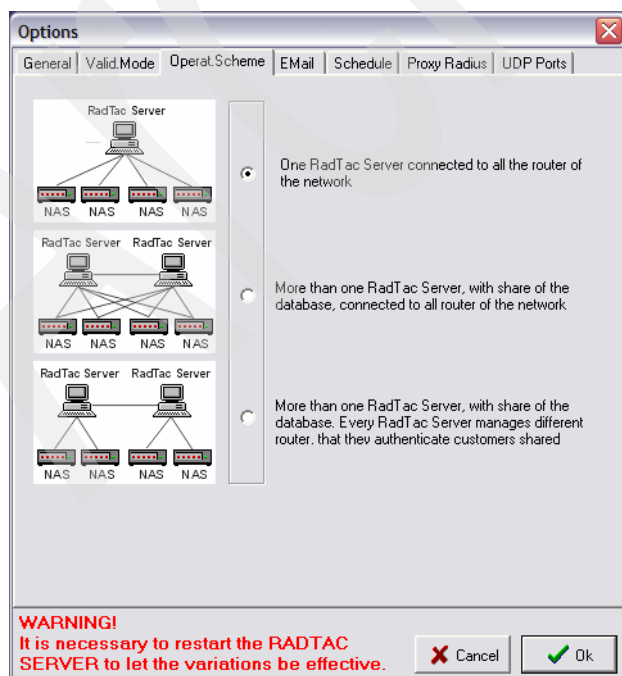 Options
General Valid.Mode Operat.Scheme EMail Schedule Proxy Radius UDP Ports
RadTac Server
NAS NAS NAS NAS
One RadTac Server connected to all the router of
the network
RadTac Server RadTac Server
NAS NAS NAS NAS
More than one RadTac Server, with share of the
database, connected to all router of the network
RadTac Server RadTac Server
NAS NAS NAS NAS
More than one RadTac Server, with share of the
database. Every RadTac Server manages different
router, that they authenticate customers shared
WARNING!
It is necessary to restart the RADTAC
SERVER to let the variations be effective.
Cancel Ok